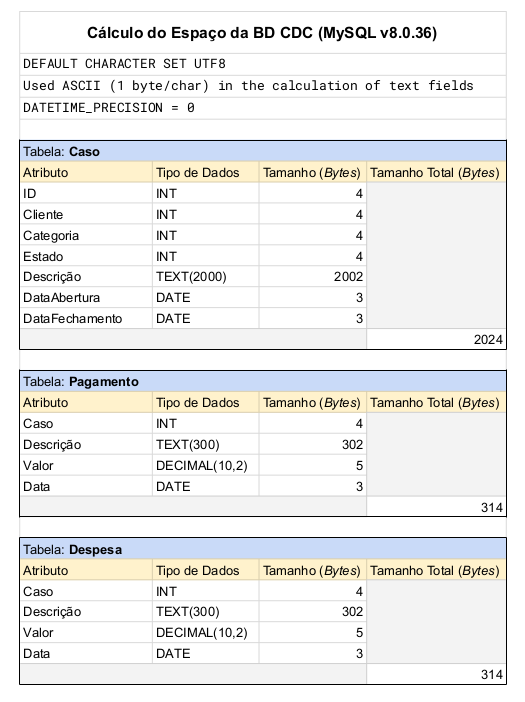 Cálculo do Espaço da BD CDC (MySQL v8.0.36)
DEFAULT CHARACTER SET UTF8
Used ASCII (1 byte/char) in the calculation of text fields
DATETIME_PRECISION = 0
Tabela: Caso
Atributo Tipo de Dados Tamanho (Bytes) Tamanho Total (Bytes)
ID INT 4
Cliente INT 4
Categoria INT 4
Estado INT 4
Descrição TEXT(2000) 2002
DataAbertura DATE 3
DataFechamento DATE 3
2024
Tabela: Pagamento
Atributo Tipo de Dados Tamanho (Bytes) Tamanho Total (Bytes)
Caso INT 4
Descrição TEXT(300) 302
Valor DECIMAL(10,2) 5
Data DATE 3
314
Tabela: Despesa
Atributo Tipo de Dados Tamanho (Bytes) Tamanho Total (Bytes)
Caso INT 4
Descrição TEXT(300) 302
Valor DECIMAL(10,2) 5
Data DATE 3
314